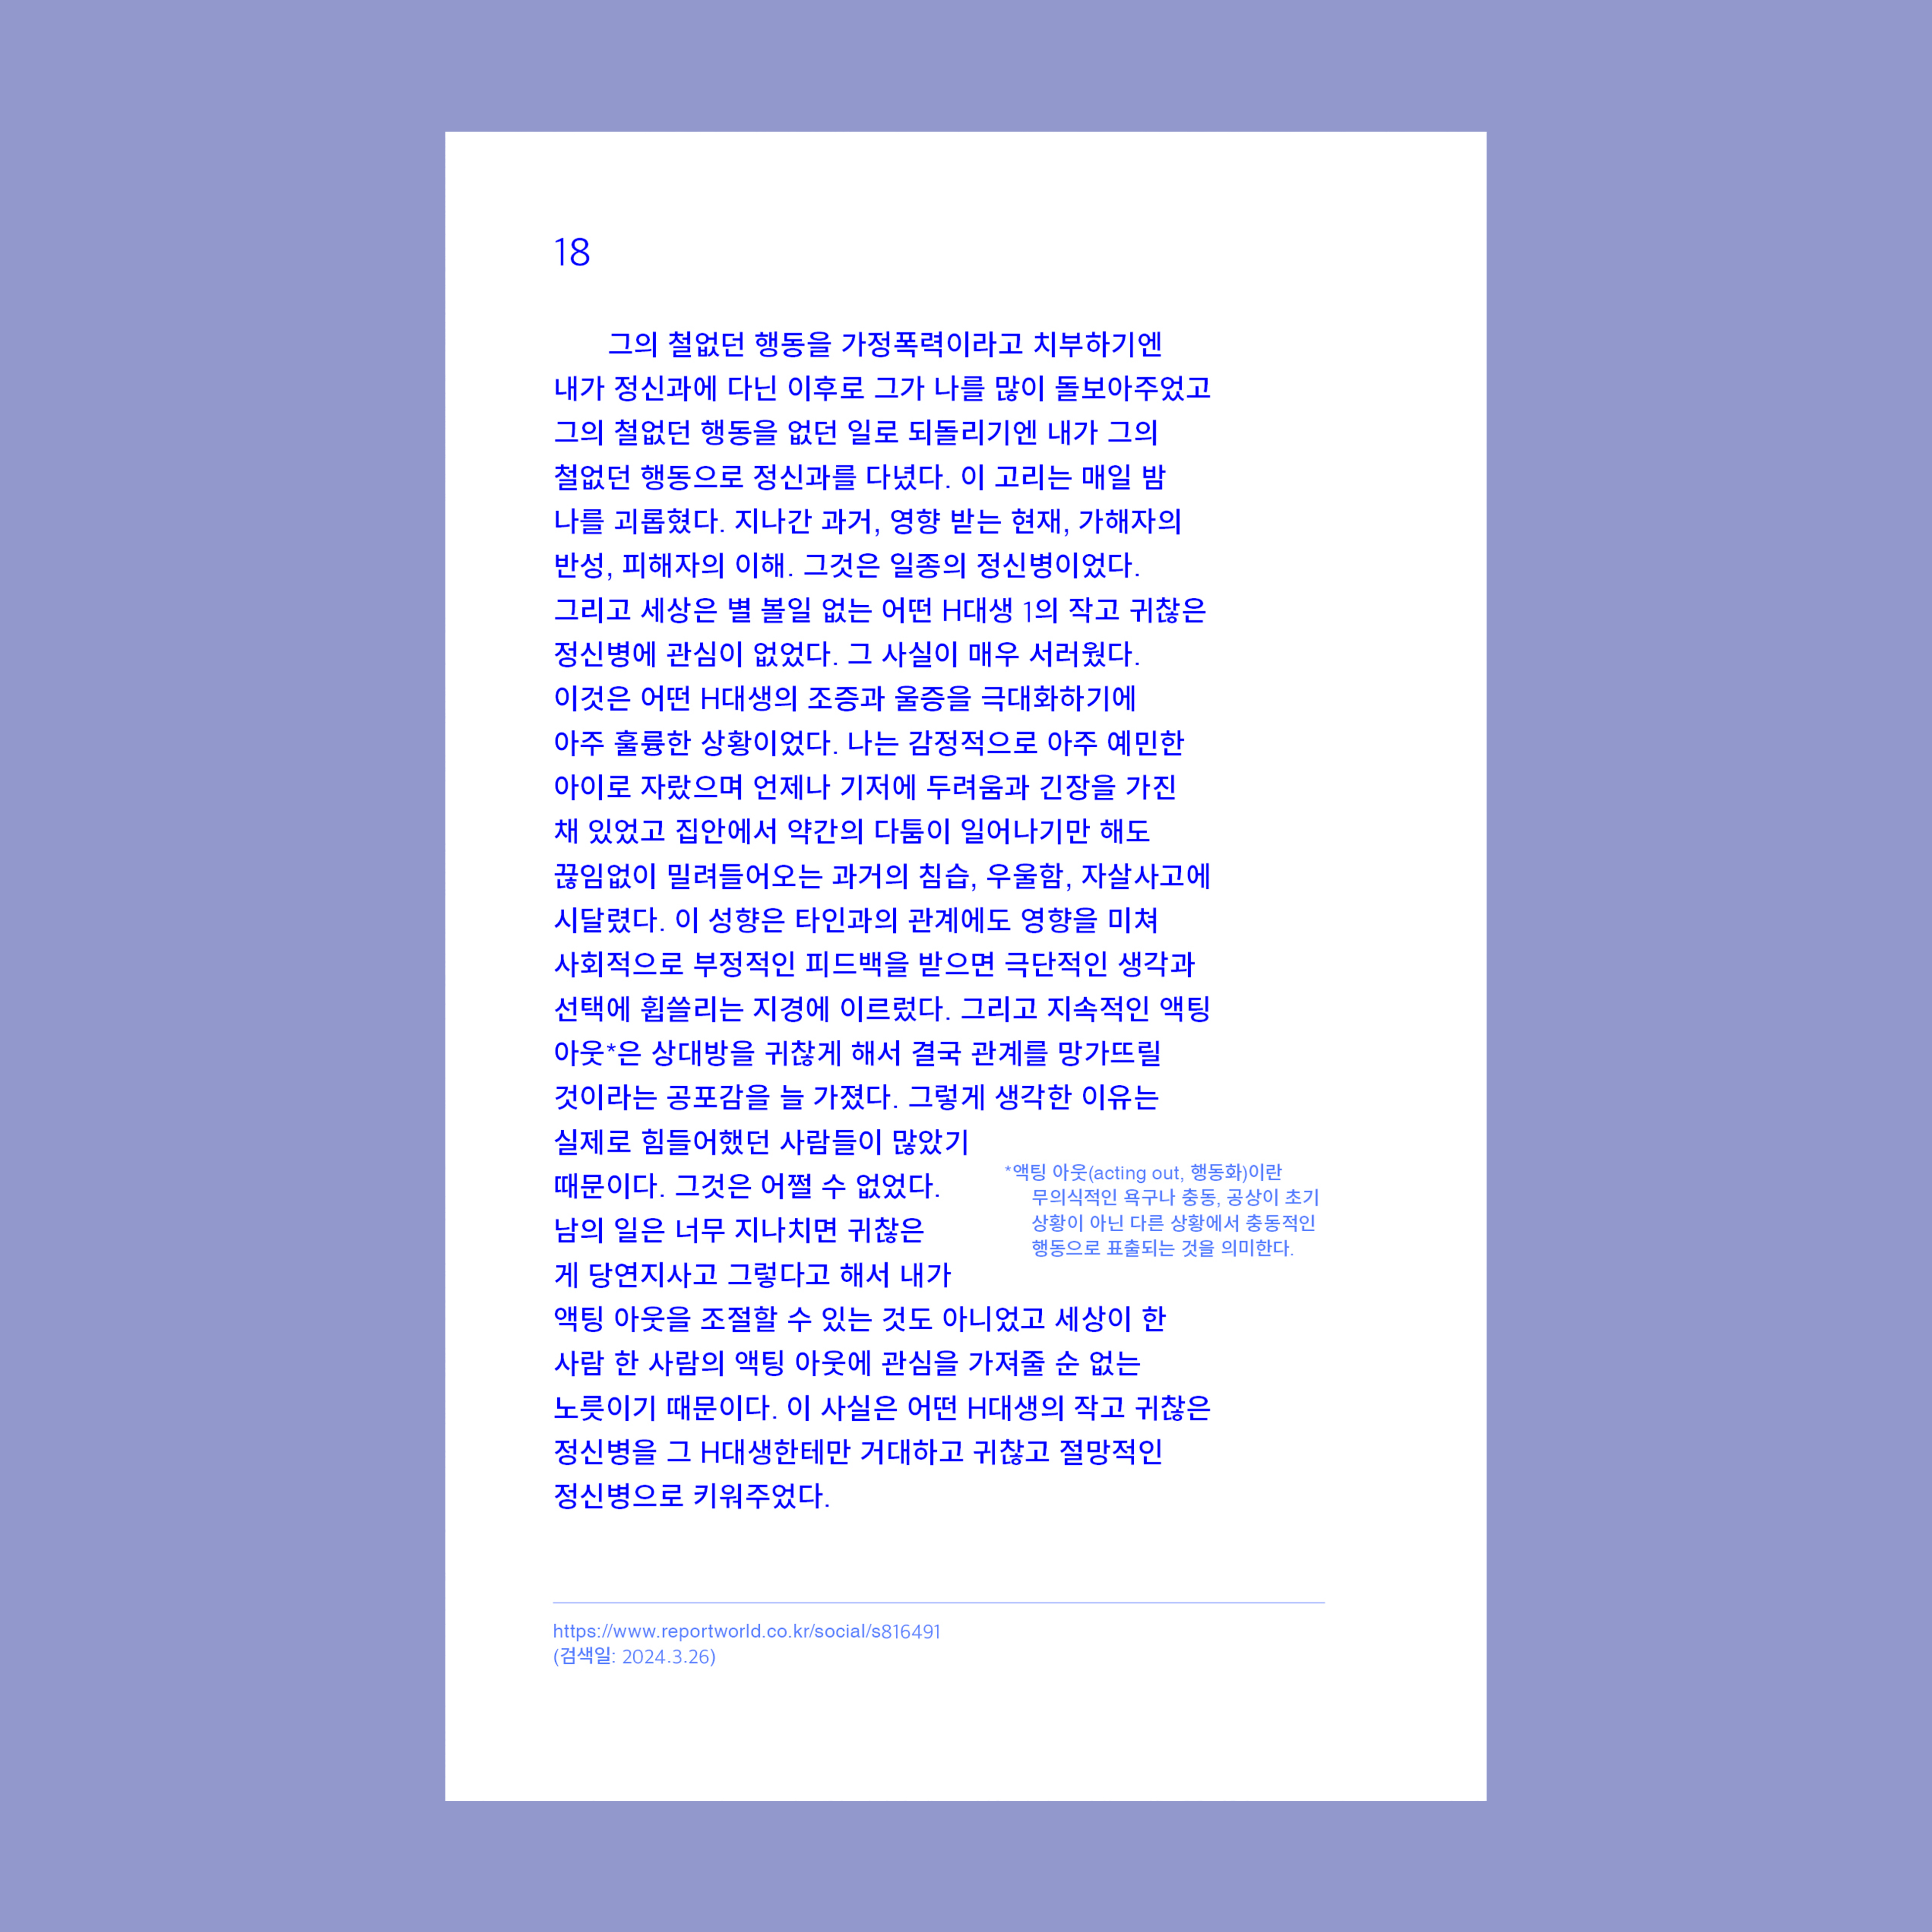 18
그의 철없던 행동을 가정폭력이라고 치부하기엔
내가 정신과에 다닌 이후로 그가 나를 많이 돌보아주었고
그의 철없던 행동을 없던 일로 되돌리기엔 내가 그의
철없던 행동으로 정신과를 다녔다. 이 고리는 매일 밤
나를 괴롭혔다. 지나간 과거, 영향 받는 현재, 가해자의
반성, 피해자의 이해. 그것은 일종의 정신병이었다.
그리고 세상은 별 볼일 없는 어떤 H대생 1의 작고 귀찮은
정신병에 관심이 없었다. 그 사실이 매우 서러웠다.
이것은 어떤 H대생의 조증과 울증을 극대화하기에
아주 훌륭한 상황이었다. 나는 감정적으로 아주 예민한
아이로 자랐으며 언제나 기저에 두려움과 긴장을 가진
채 있었고 집안에서 약간의 다툼이 일어나기만 해도
끊임없이 밀려들어오는 과거의 침습, 우울함, 자살사고에
시달렸다. 이 성향은 타인과의 관계에도 영향을 미쳐
사회적으로 부정적인 피드백을 받으면 극단적인 생각과
선택에 휩쓸리는 지경에 이르렀다. 그리고 지속적인 액팅
아웃*은 상대방을 귀찮게 해서 결국 관계를 망가뜨릴
것이라는 공포감을 늘 가졌다. 그렇게 생각한 이유는
실제로 힘들어했던 사람들이 많았기
때문이다. 그것은 어쩔 수 없었다.
남의 일은 너무 지나치면 귀찮은
게 당연지사고 그렇다고 해서 내가
액팅 아웃을 조절할 수 있는 것도 아니었고 세상이 한
사람 한 사람의 액팅 아웃에 관심을 가져줄 순 없는
노릇이기 때문이다. 이 사실은 어떤 H대생의 작고 귀찮은
정신병을 그 H대생한테만 거대하고 귀찮고 절망적인
정신병으로 키워주었다.
*액팅 아웃(acting out, 행동화)이란
무의식적인 욕구나 충동, 공상이 초기
상황이 아닌 다른 상황에서 충동적인
행동으로 표출되는 것을 의미한다.
https://www.reportworld.co.kr/social/s816491
(검색일: 2024.3.26)